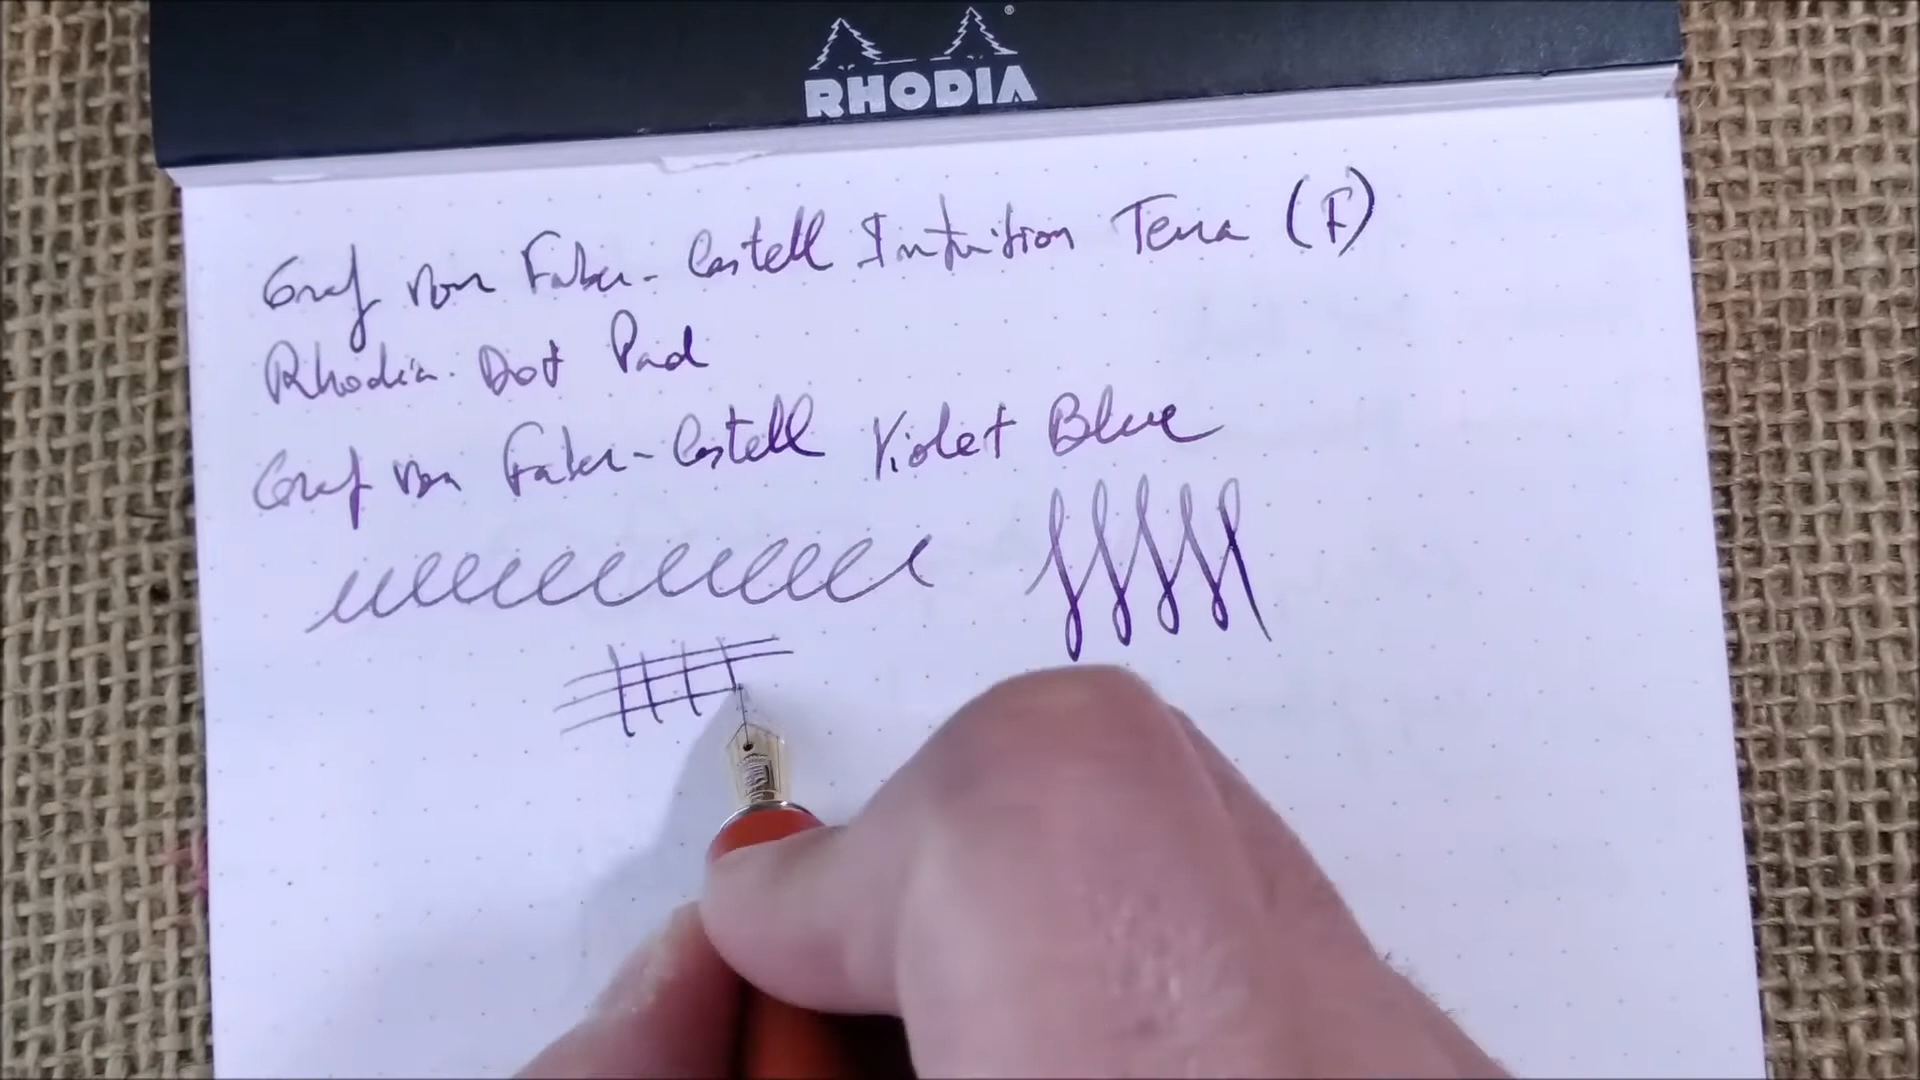 RHODIA
Graf von Faber-Castell Intuition Terra (F)
Rhodia Dot Pad
Graf von Faber-Castell Violet Blue